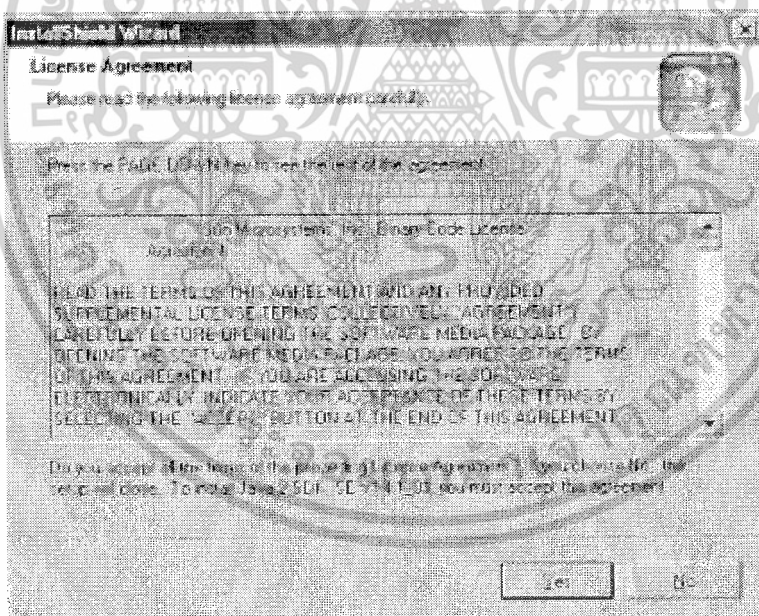 InstallShield Wizard
License Agreement
Please read the following license agreement carefully.
Press the PAGE DOWN key to see the rest of the agreement.
Sun Microsystems, Inc. Binary Code License
Agreement
READ THE TERMS OF THIS AGREEMENT AND ANY PROVIDED
SUPPLEMENTAL LICENSE TERMS (COLLECTIVELY "AGREEMENT")
CAREFULLY BEFORE OPENING THE SOFTWARE MEDIA PACKAGE. BY
OPENING THE SOFTWARE MEDIA PACKAGE, YOU AGREE TO THE TERMS
OF THIS AGREEMENT. IF YOU ARE ACCESSING THE SOFTWARE
ELECTRONICALLY, INDICATE YOUR ACCEPTANCE OF THESE TERMS BY
SELECTING THE "ACCEPT" BUTTON AT THE END OF THIS AGREEMENT.
Do you accept all the terms of the preceding License Agreement? If you choose No, the
setup will close. To install Java 2 SDK, SE you must accept this agreement.
Yes
No